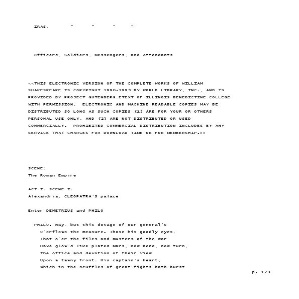 IRAS.      "      "      "      "
Officers, Soldiers, Messengers, and Attendants
<<THIS ELECTRONIC VERSION OF THE COMPLETE WORKS OF WILLIAM
SHAKESPEARE IS COPYRIGHT 1990-1993 BY WORLD LIBRARY, INC., AND IS
PROVIDED BY PROJECT GUTENBERG ETEXT OF ILLINOIS BENEDICTINE COLLEGE
WITH PERMISSION.  ELECTRONIC AND MACHINE READABLE COPIES MAY BE
DISTRIBUTED SO LONG AS SUCH COPIES (1) ARE FOR YOUR OR OTHERS
PERSONAL USE ONLY, AND (2) ARE NOT DISTRIBUTED OR USED
COMMERCIALLY.  PROHIBITED COMMERCIAL DISTRIBUTION INCLUDES BY ANY
SERVICE THAT CHARGES FOR DOWNLOAD TIME OR FOR MEMBERSHIP.>>
SCENE:
The Roman Empire
ACT I. SCENE I.
Alexandria. CLEOPATRA'S palace
Enter DEMETRIUS and PHILO
PHILO. Nay, but this dotage of our general's
O'erflows the measure. Those his goodly eyes,
That o'er the files and musters of the war
Have glow'd like plated Mars, now bend, now turn,
The office and devotion of their view
Upon a tawny front. His captain's heart,
Which in the scuffles of great fights hath burst